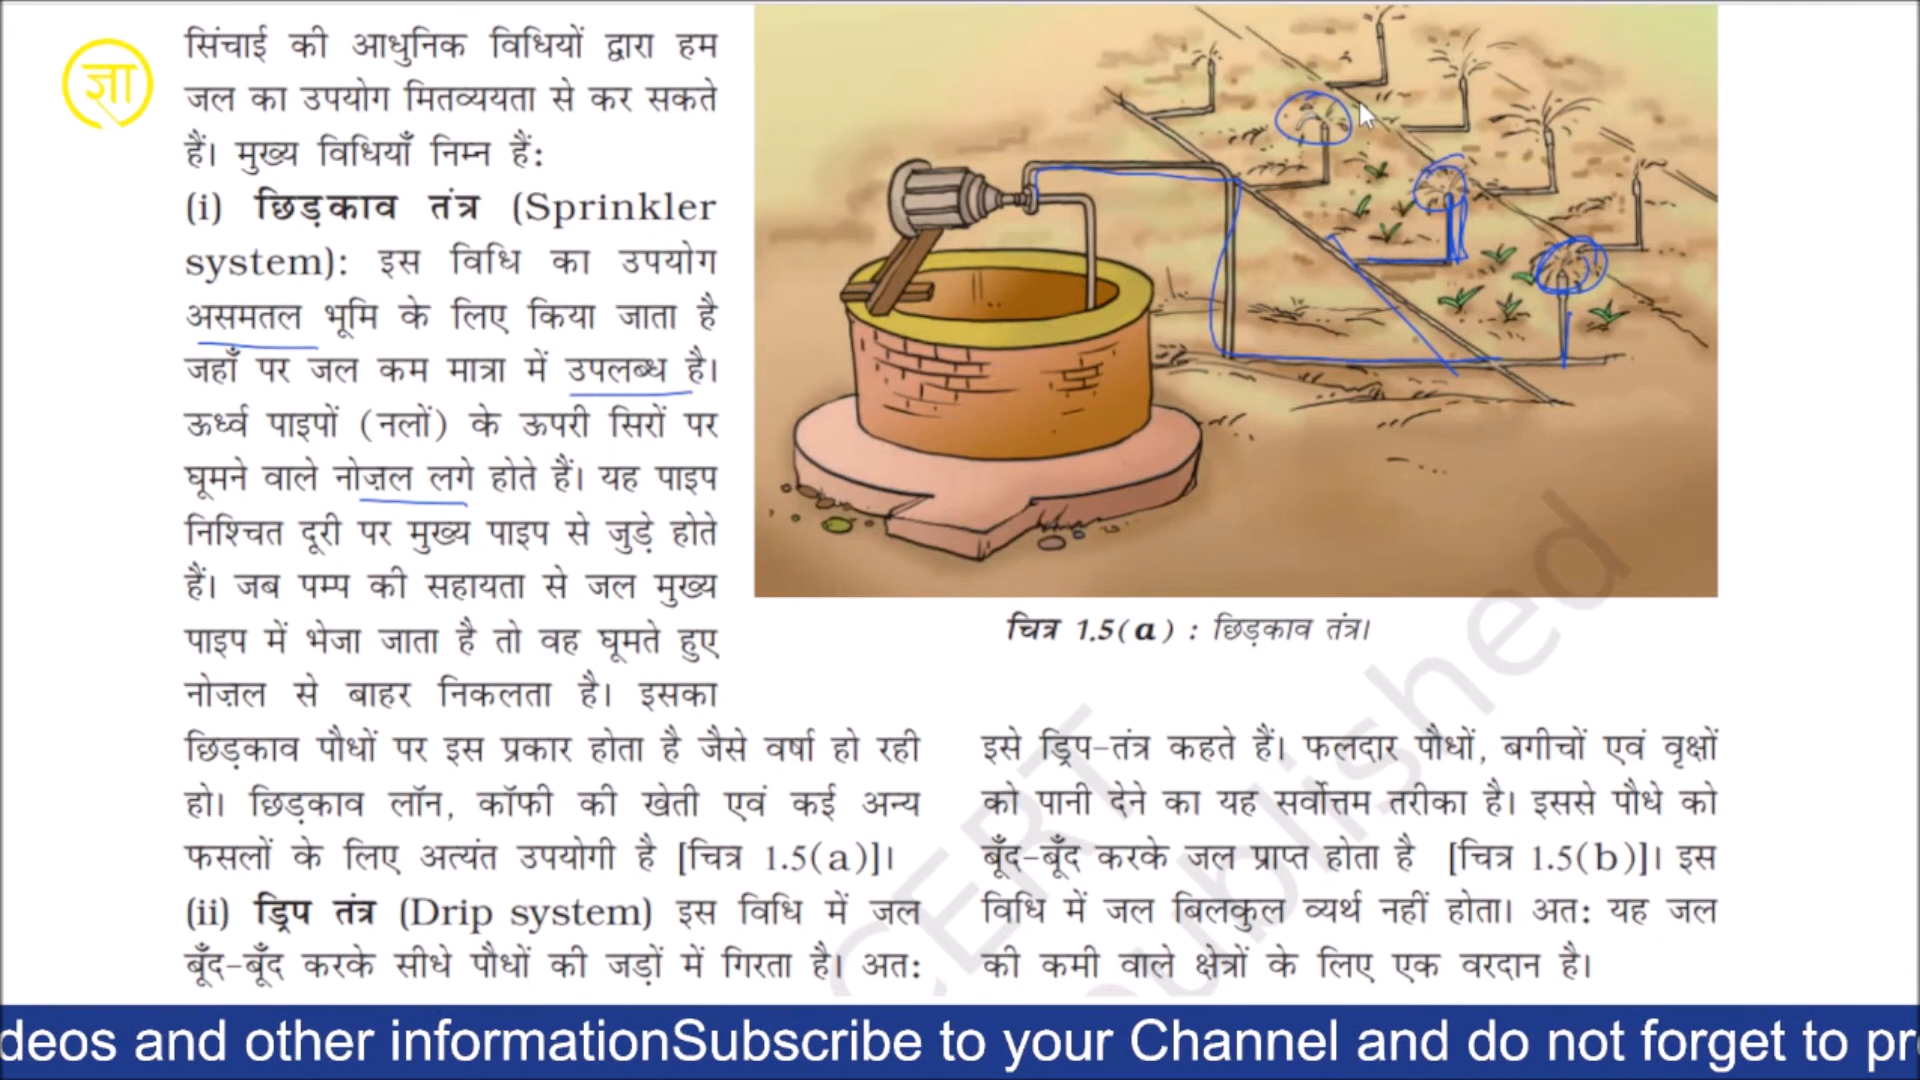 ज्ञा
सिंचाई की आधुनिक विधियों द्वारा हम
जल का उपयोग मितव्ययता से कर सकते
हैं। मुख्य विधियाँ निम्न हैं:
(i) छिड़काव तंत्र (Sprinkler
system): इस विधि का उपयोग
असमतल भूमि के लिए किया जाता है
जहाँ पर जल कम मात्रा में उपलब्ध है।
ऊर्ध्व पाइपों (नलों) के ऊपरी सिरों पर
घूमने वाले नोज़ल लगे होते हैं। यह पाइप
निश्चित दूरी पर मुख्य पाइप से जुड़े होते
हैं। जब पम्प की सहायता से जल मुख्य
पाइप में भेजा जाता है तो वह घूमते हुए
नोज़ल से बाहर निकलता है। इसका
छिड़काव पौधों पर इस प्रकार होता है जैसे वर्षा हो रही
हो। छिड़काव लॉन, कॉफी की खेती एवं कई अन्य
फसलों के लिए अत्यंत उपयोगी है [चित्र 1.5(a)]।
(ii) ड्रिप तंत्र (Drip system) इस विधि में जल
बूँद-बूँद करके सीधे पौधों की जड़ों में गिरता है। अत:
चित्र 1.5(a) : छिड़काव तंत्र।
इसे ड्रिप-तंत्र कहते हैं। फलदार पौधों, बगीचों एवं वृक्षों
को पानी देने का यह सर्वोत्तम तरीका है। इससे पौधे को
बूँद-बूँद करके जल प्राप्त होता है [चित्र 1.5(b)]। इस
विधि में जल बिलकुल व्यर्थ नहीं होता। अत: यह जल
की कमी वाले क्षेत्रों के लिए एक वरदान है।
CERT
published
deos and other informationSubscribe to your Channel and do not forget to pr